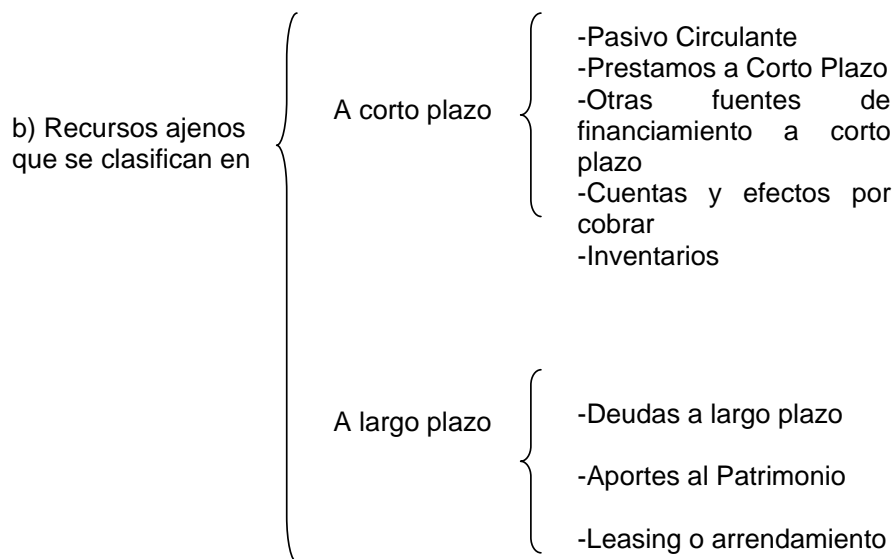 b) Recursos ajenos
que se clasifican en
A corto plazo
-Pasivo Circulante
-Prestamos a Corto Plazo
-Otras fuentes de
financiamiento a corto
plazo
-Cuentas y efectos por
cobrar
-Inventarios
A largo plazo
-Deudas a largo plazo
-Aportes al Patrimonio
-Leasing o arrendamiento